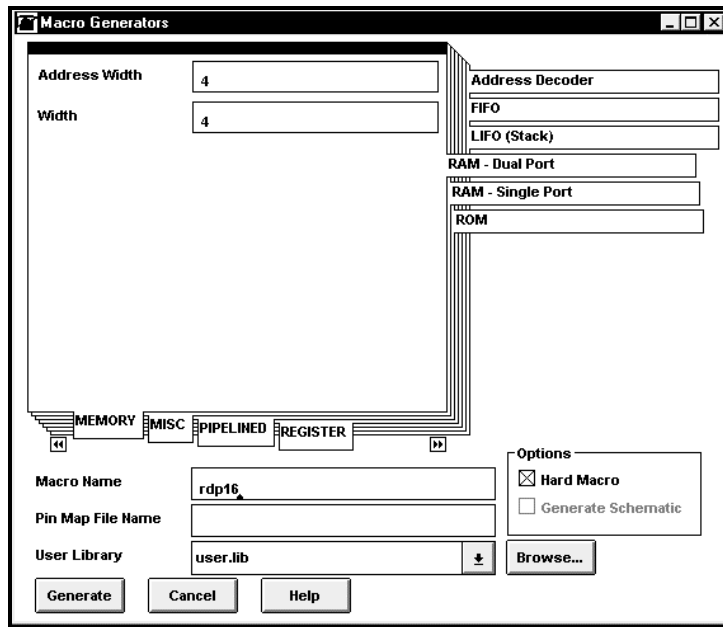 Macro Generators
Address Width
4
Width
4
Address Decoder
FIFO
LIFO (Stack)
RAM - Dual Port
RAM - Single Port
ROM
MEMORY
MISC
PIPELINED
REGISTER
Options
Hard Macro
Generate Schematic
Macro Name
rdp16
Pin Map File Name
User Library
user.lib
Browse...
Generate
Cancel
Help